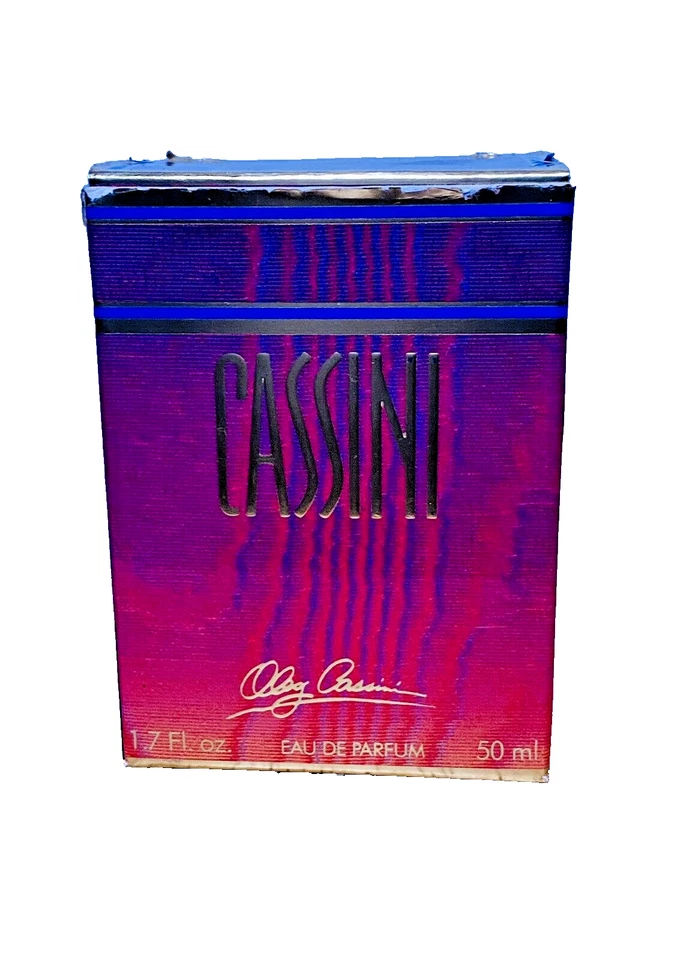 CASSINI
Oleg Cassini
1.7 Fl. oz. EAU DE PARFUM 50 ml